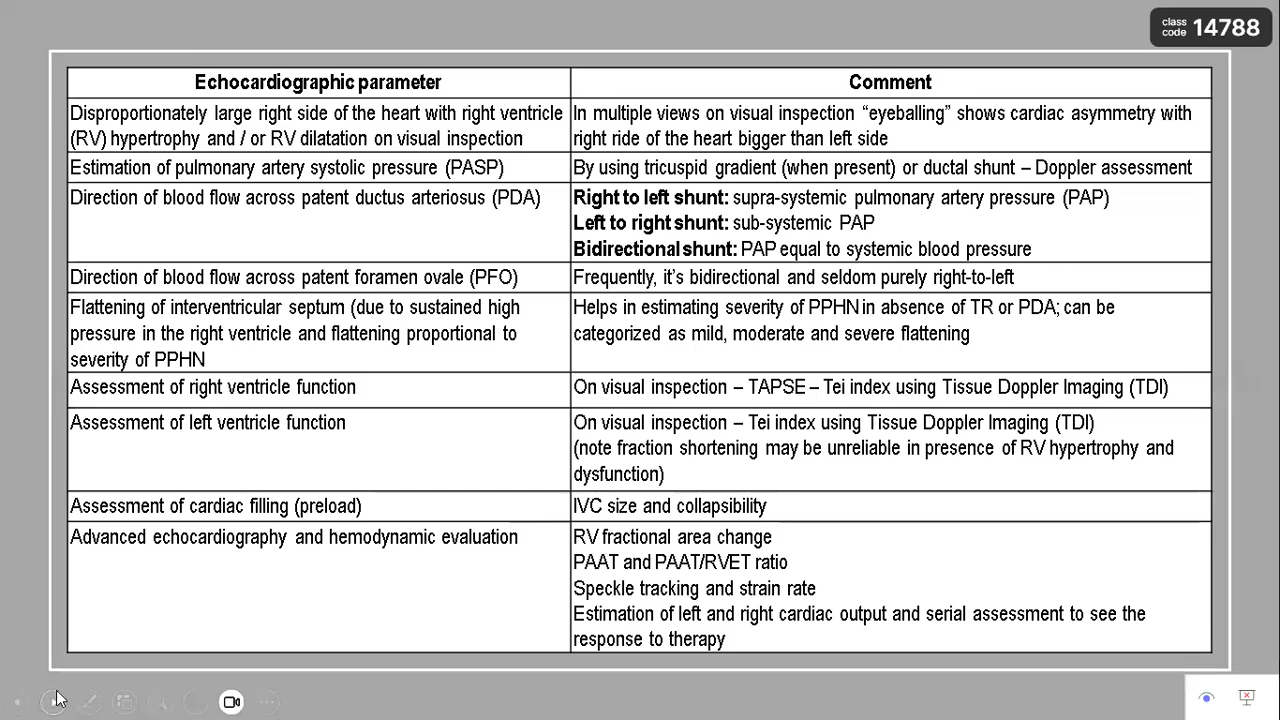 class
code 14788
Echocardiographic parameter
Comment
Disproportionately large right side of the heart with right ventricle
(RV) hypertrophy and / or RV dilatation on visual inspection
In multiple views on visual inspection “eyeballing” shows cardiac asymmetry with
right ride of the heart bigger than left side
Estimation of pulmonary artery systolic pressure (PASP)
By using tricuspid gradient (when present) or ductal shunt – Doppler assessment
Direction of blood flow across patent ductus arteriosus (PDA)
Right to left shunt: supra-systemic pulmonary artery pressure (PAP)
Left to right shunt: sub-systemic PAP
Bidirectional shunt: PAP equal to systemic blood pressure
Direction of blood flow across patent foramen ovale (PFO)
Frequently, it’s bidirectional and seldom purely right-to-left
Flattening of interventricular septum (due to sustained high
pressure in the right ventricle and flattening proportional to
severity of PPHN
Helps in estimating severity of PPHN in absence of TR or PDA; can be
categorized as mild, moderate and severe flattening
Assessment of right ventricle function
On visual inspection – TAPSE – Tei index using Tissue Doppler Imaging (TDI)
Assessment of left ventricle function
On visual inspection – Tei index using Tissue Doppler Imaging (TDI)
(note fraction shortening may be unreliable in presence of RV hypertrophy and
dysfunction)
Assessment of cardiac filling (preload)
IVC size and collapsibility
Advanced echocardiography and hemodynamic evaluation
RV fractional area change
PAAT and PAAT/RVET ratio
Speckle tracking and strain rate
Estimation of left and right cardiac output and serial assessment to see the
response to therapy